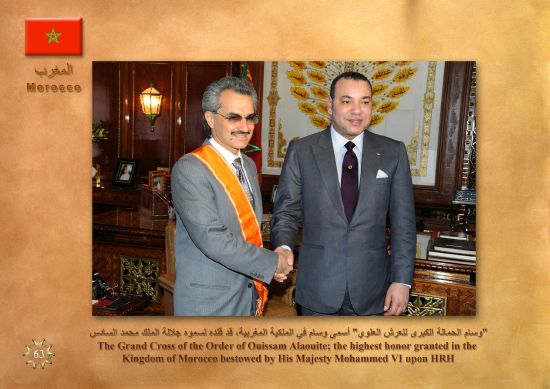 المغرب
Morocco
"وسام الحمالة الكبرى للعرش العلوي" أسمى وسام في الملكية المغربية، قد قلده لسموه جلالة الملك محمد السادس
The Grand Cross of the Order of Ouissam Alaouite; the highest honor granted in the
Kingdom of Morocco bestowed by His Majesty Mohammed VI upon HRH
63